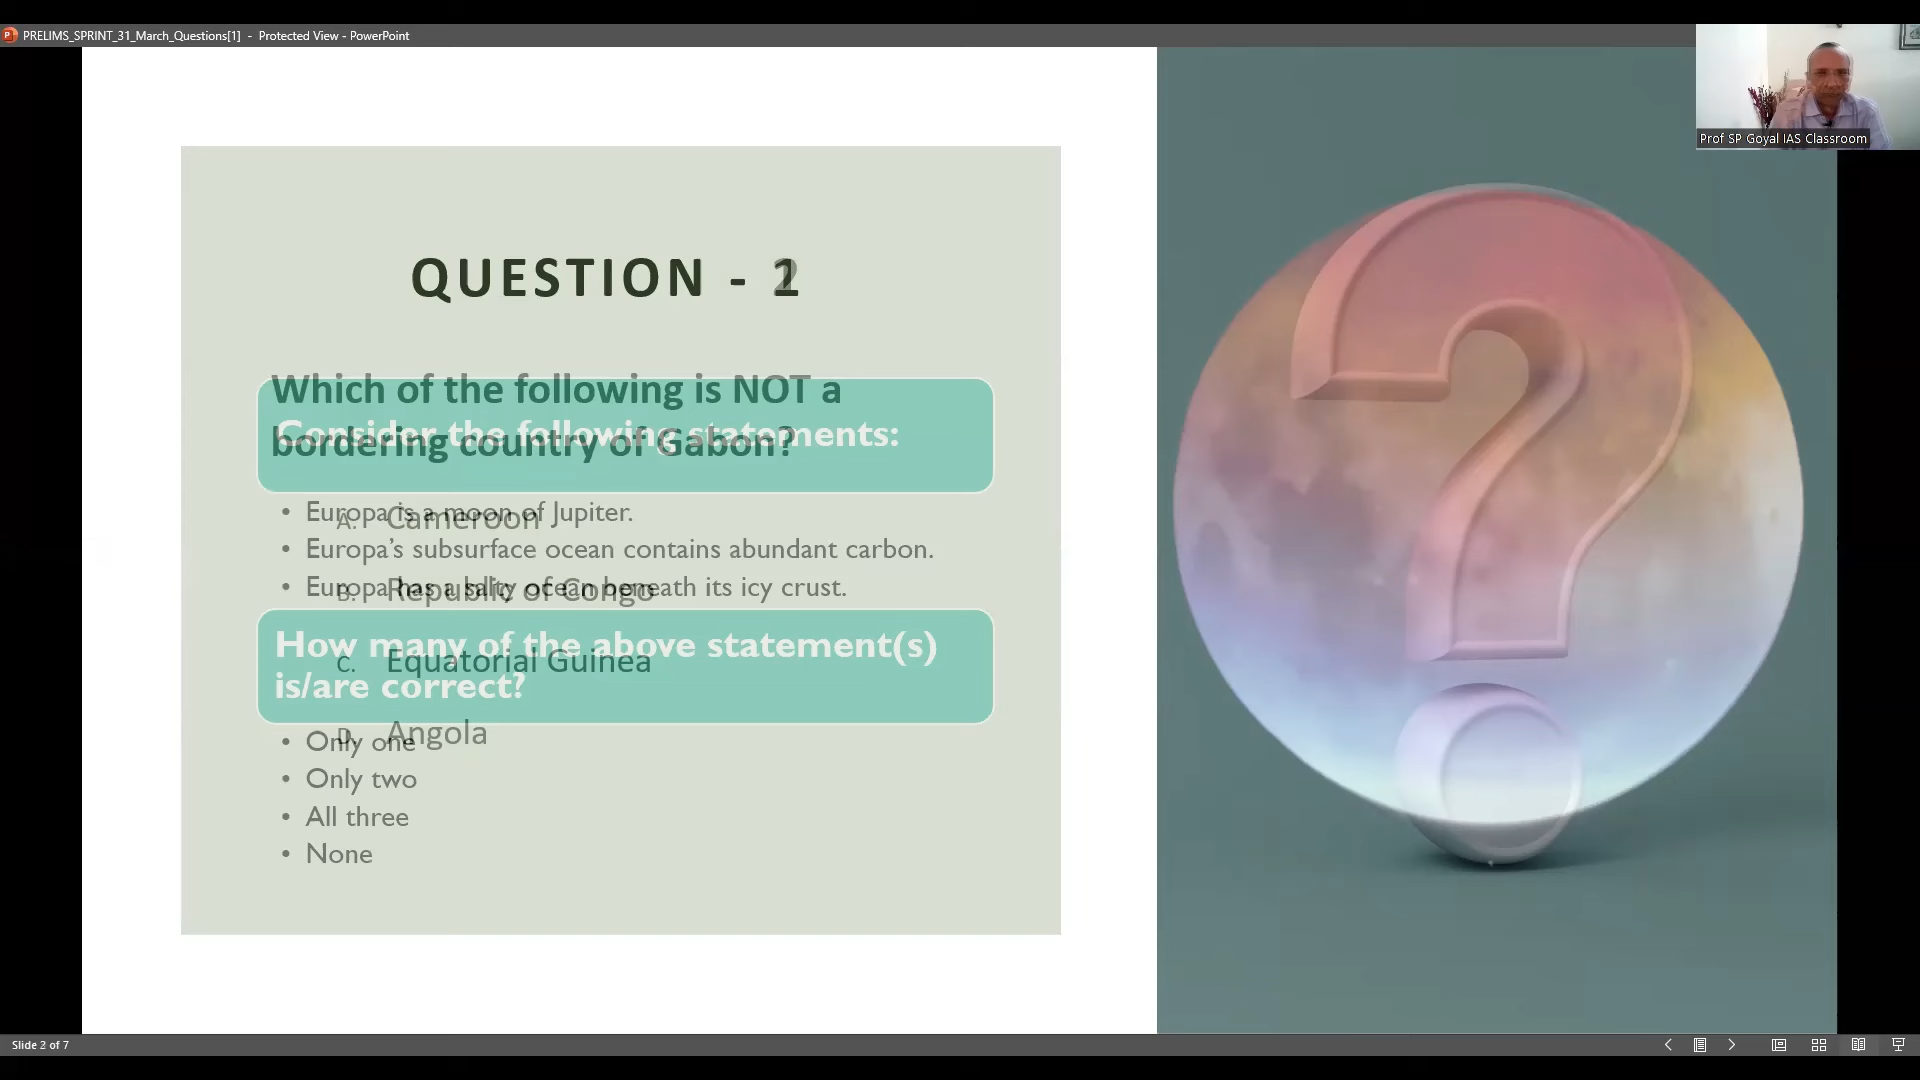 PRELIMS_SPRINT_31_March_Questions[1] - Protected View - PowerPoint
Prof SP Goyal IAS Classroom
QUESTION - 1
QUESTION - 2
Which of the following is NOT a
bordering country of Gabon?
A. Cameroon
B. Republic of Congo
C. Equatorial Guinea
D. Angola
Consider the following statements:
• Europa is a moon of Jupiter.
• Europa’s subsurface ocean contains abundant carbon.
• Europa has a salty ocean beneath its icy crust.
How many of the above statement(s)
is/are correct?
• Only one
• Only two
• All three
• None
Slide 2 of 7